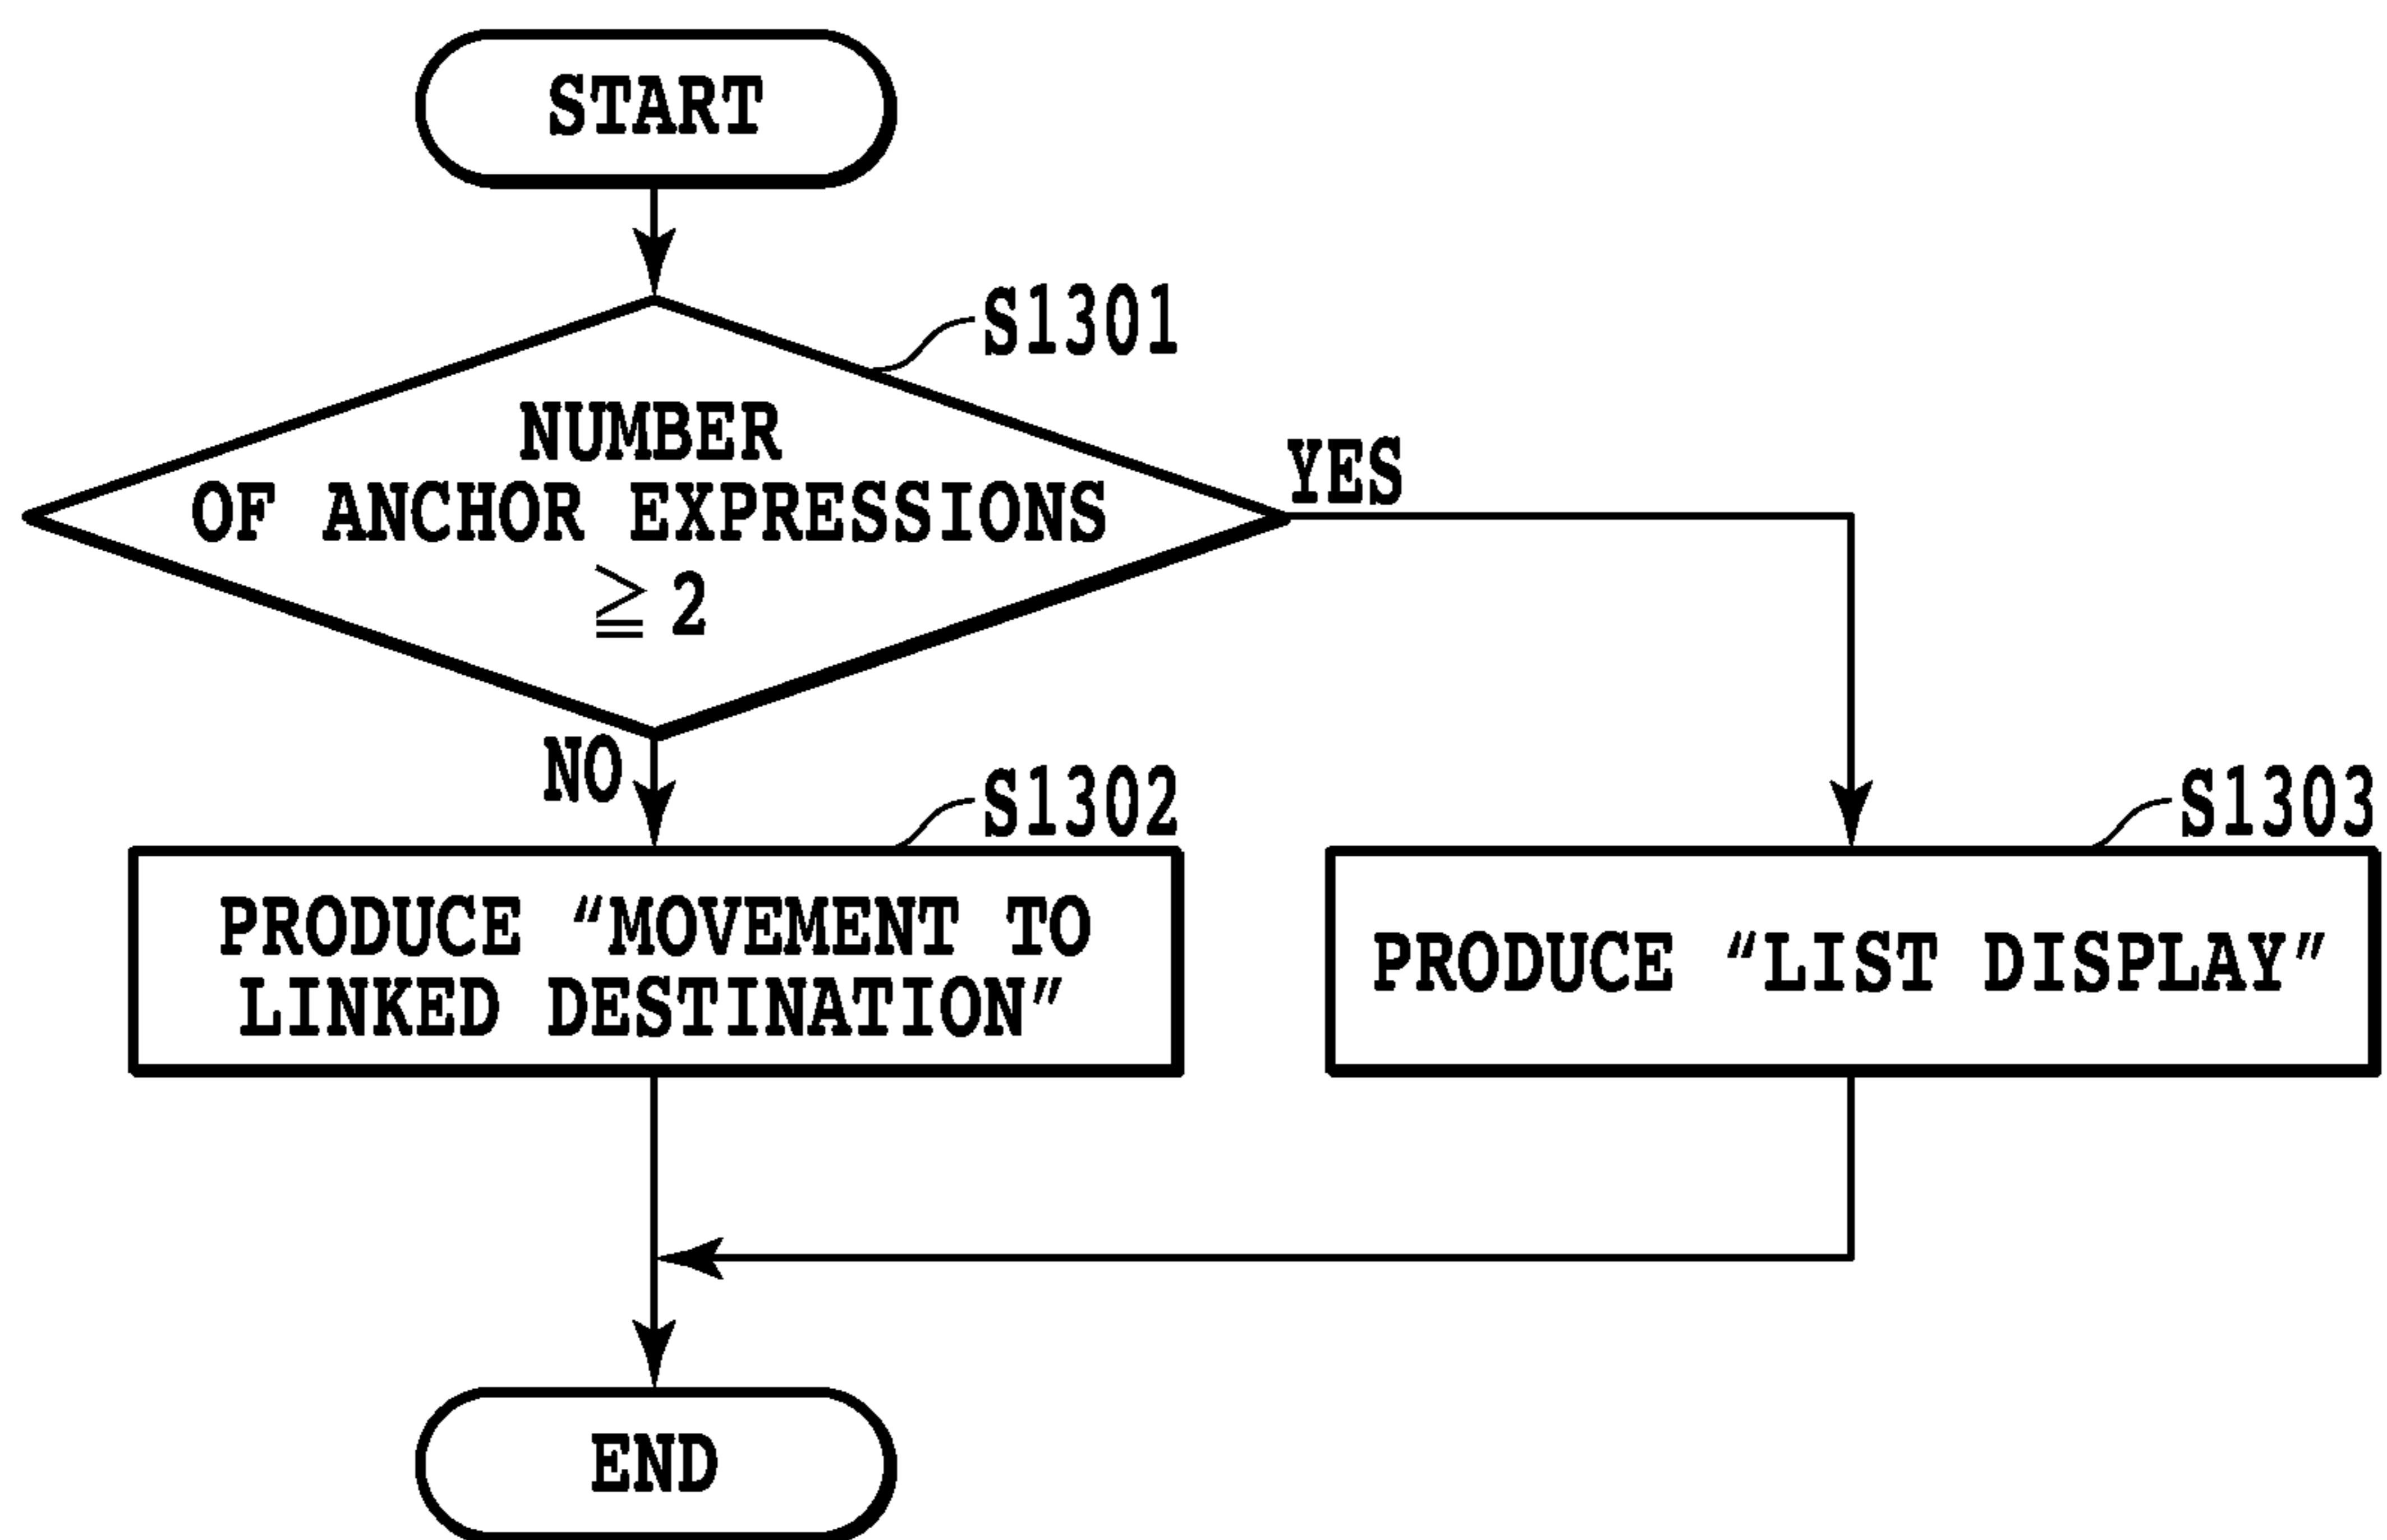 START
S1301
NUMBER
OF ANCHOR EXPRESSIONS
≧ 2
YES
NO
S1302
PRODUCE “MOVEMENT TO
LINKED DESTINATION”
S1303
PRODUCE “LIST DISPLAY”
END